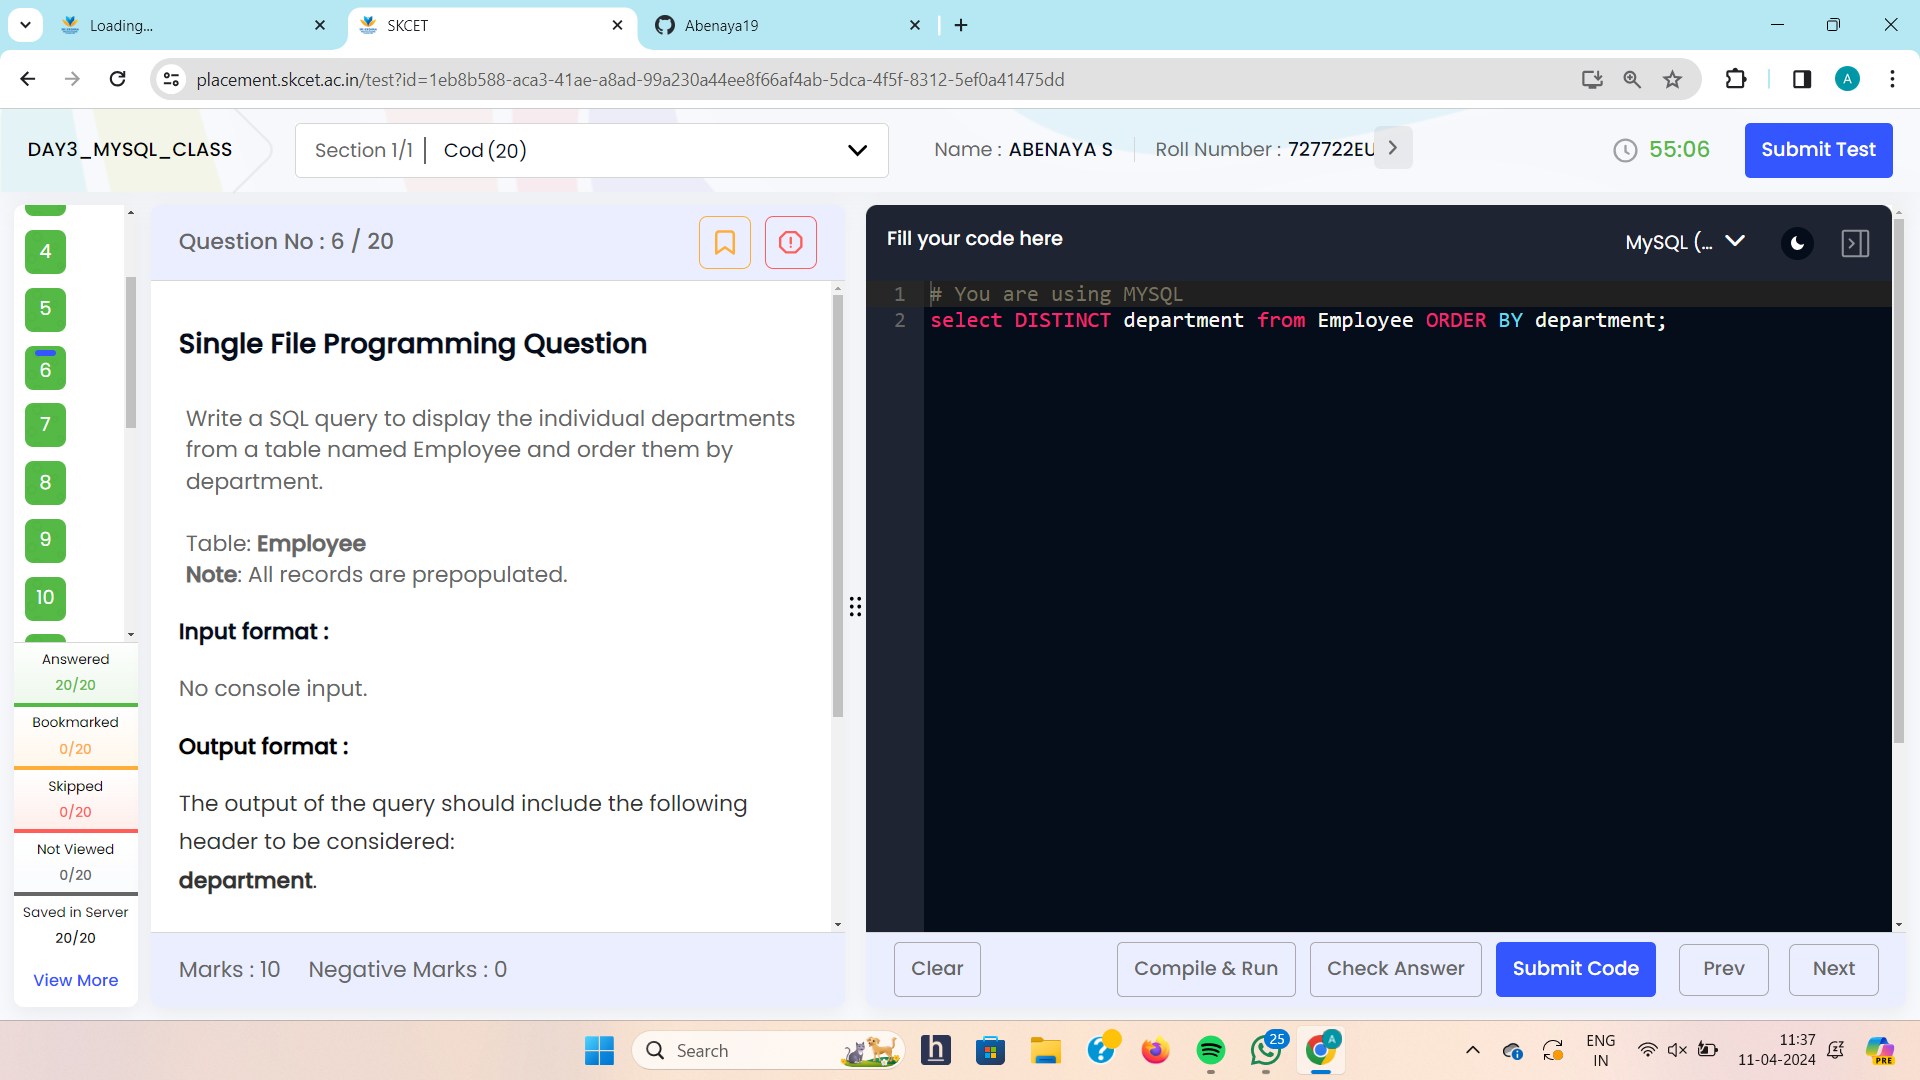 Loading...
SKCET
Abenaya19
placement.skcet.ac.in/test?id=1eb8b588-aca3-41ae-a8ad-99a230a44ee8f66af4ab-5dca-4f5f-8312-5ef0a41475dd
A
DAY3_MYSQL_CLASS
Section 1/1
Cod (20)
Name : ABENAYA S
Roll Number : 727722EU
55:06
Submit Test
4
5
6
7
8
9
10
Answered
20/20
Bookmarked
0/20
Skipped
0/20
Not Viewed
0/20
Saved in Server
20/20
View More
Question No : 6 / 20
Single File Programming Question
Write a SQL query to display the individual departments
from a table named Employee and order them by
department.
Table: Employee
Note: All records are prepopulated.
Input format :
No console input.
Output format :
The output of the query should include the following
header to be considered:
department.
Marks : 10
Negative Marks : 0
Fill your code here
MySQL (...
1 # You are using MYSQL
2 select DISTINCT department from Employee ORDER BY department;
Clear
Compile & Run
Check Answer
Submit Code
Prev
Next
Search
h
25
A
ENG
IN
11:37
11-04-2024
PRE